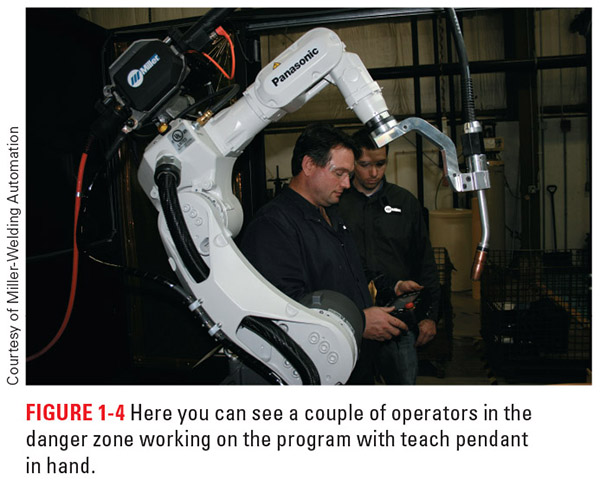 Courtesy of Miller-Welding Automation
Miller
Panasonic
FIGURE 1-4 Here you can see a couple of operators in the
danger zone working on the program with teach pendant
in hand.